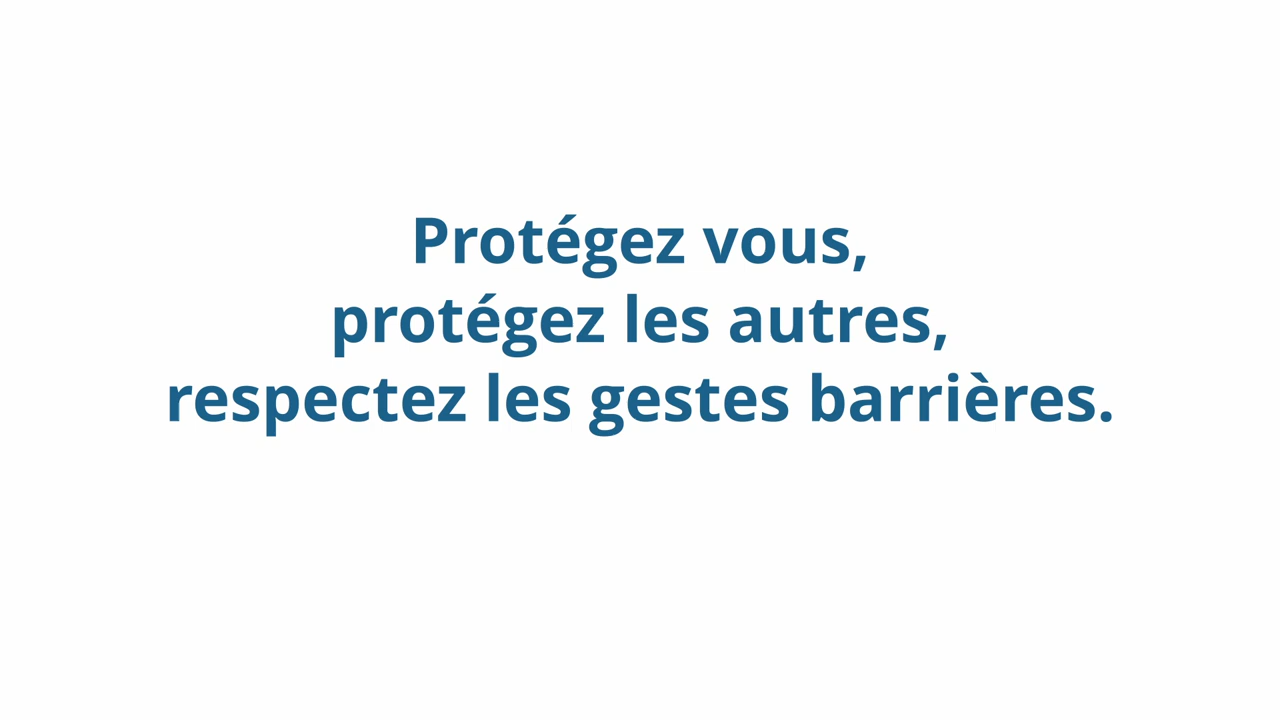 Protégez vous,
protégez les autres,
respectez les gestes barrières.